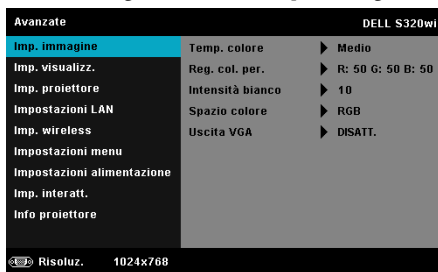 Avanzate DELL S320wi
Imp. immagine Temp. colore Medio
Imp. visualizz. Reg. col. per. R: 50 G: 50 B: 50
Imp. proiettore Intensità bianco 10
Impostazioni LAN Spazio colore RGB
Imp. wireless Uscita VGA DISATT.
Impostazioni menu
Impostazioni alimentazione
Imp. interatt.
Info proiettore
Risoluz. 1024x768